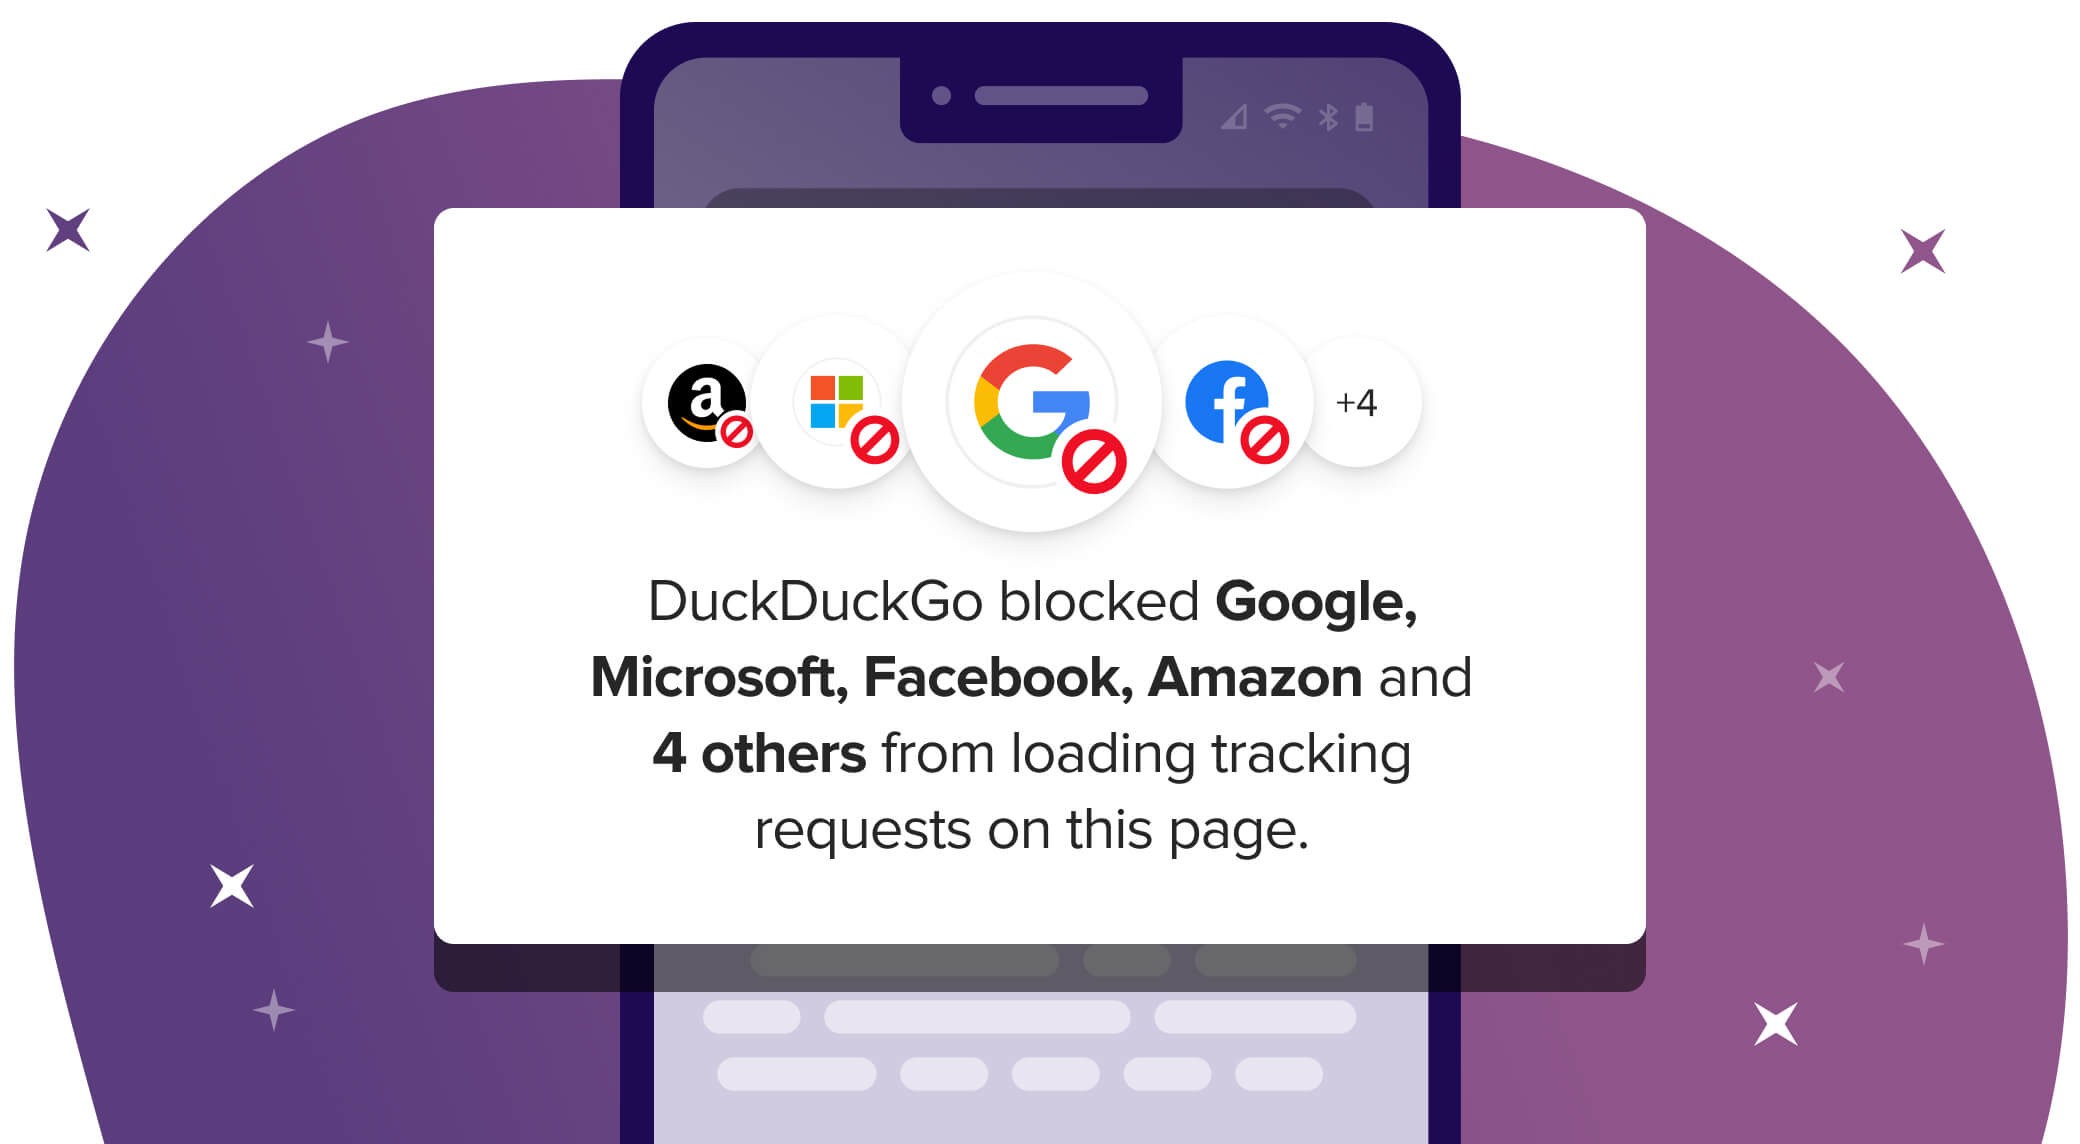 +4
DuckDuckGo blocked Google,
Microsoft, Facebook, Amazon and
4 others from loading tracking
requests on this page.